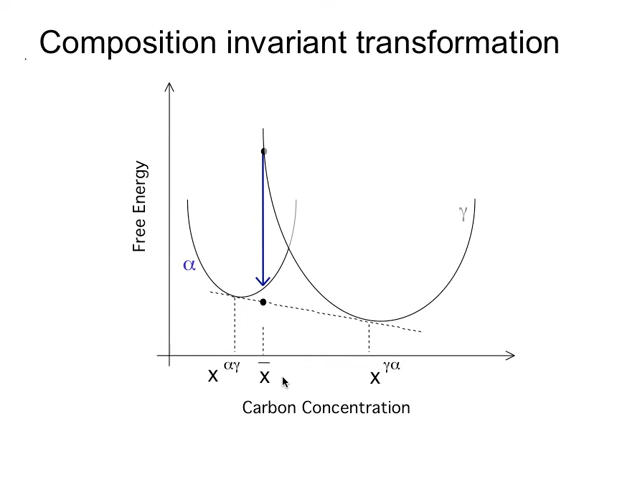 Composition invariant transformation
Free Energy
γ
α
x^αγ
x̄
x^γα
Carbon Concentration